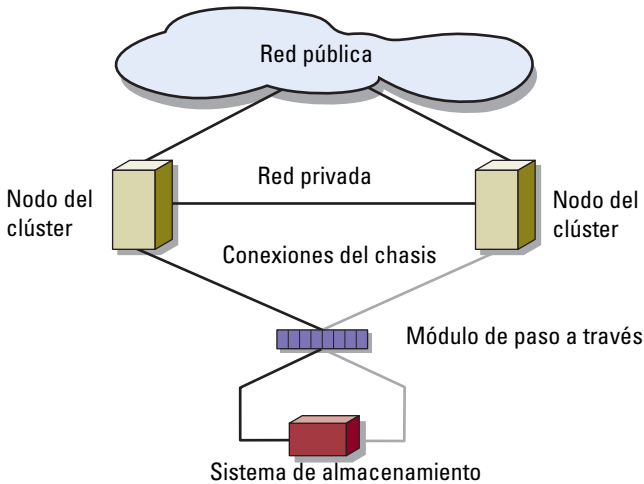 Red pública
Red privada
Nodo del
clúster
Nodo del
clúster
Conexiones del chasis
Módulo de paso a través
Sistema de almacenamiento